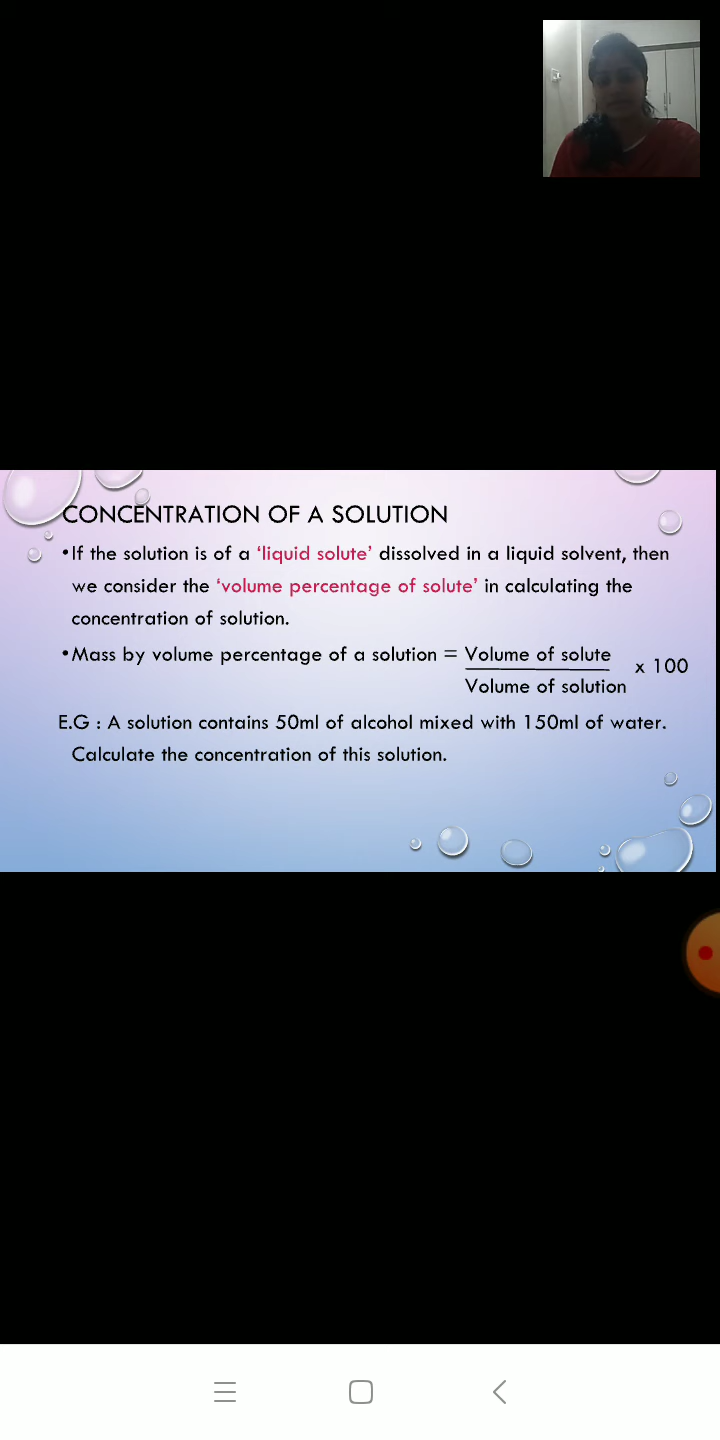 CONCENTRATION OF A SOLUTION
•If the solution is of a ‘liquid solute’ dissolved in a liquid solvent, then
we consider the ‘volume percentage of solute’ in calculating the
concentration of solution.
•Mass by volume percentage of a solution = Volume of solute
x 100
Volume of solution
E.G : A solution contains 50ml of alcohol mixed with 150ml of water.
Calculate the concentration of this solution.